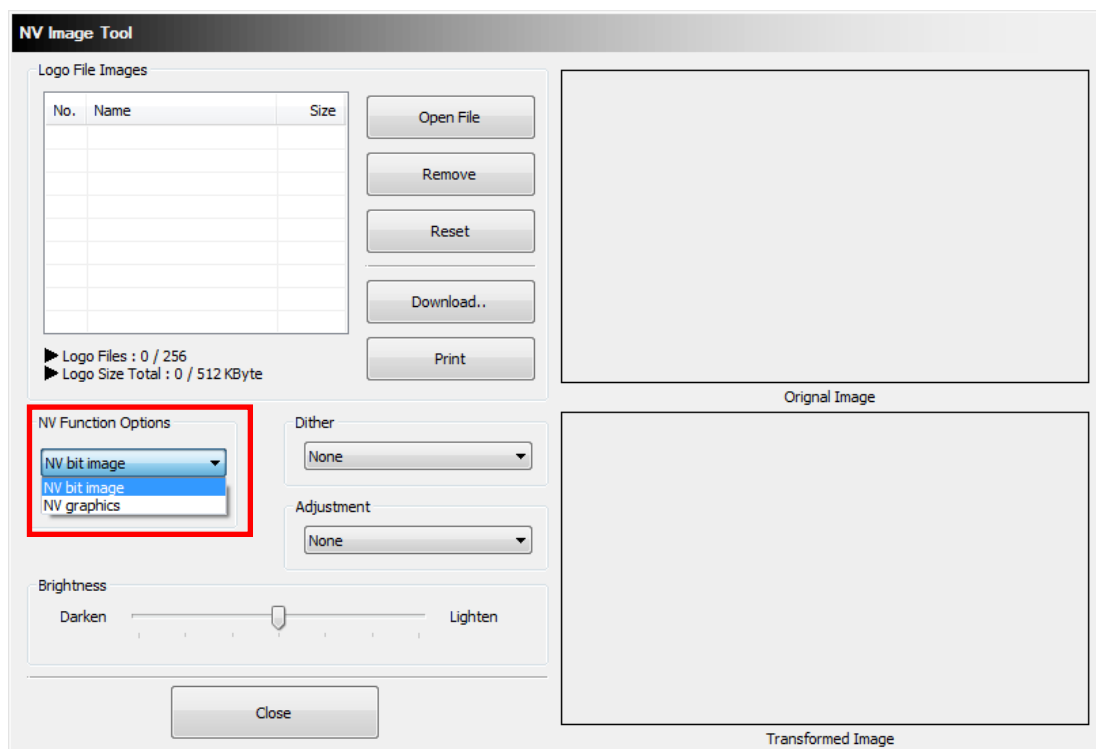 NV Image Tool
Logo File Images
No. Name Size
Open File
Remove
Reset
Download..
Print
▶ Logo Files : 0 / 256
▶ Logo Size Total : 0 / 512 KByte
Orignal Image
NV Function Options
NV bit image
NV bit image
NV graphics
Dither
None
Adjustment
None
Brightness
Darken Lighten
Close
Transformed Image